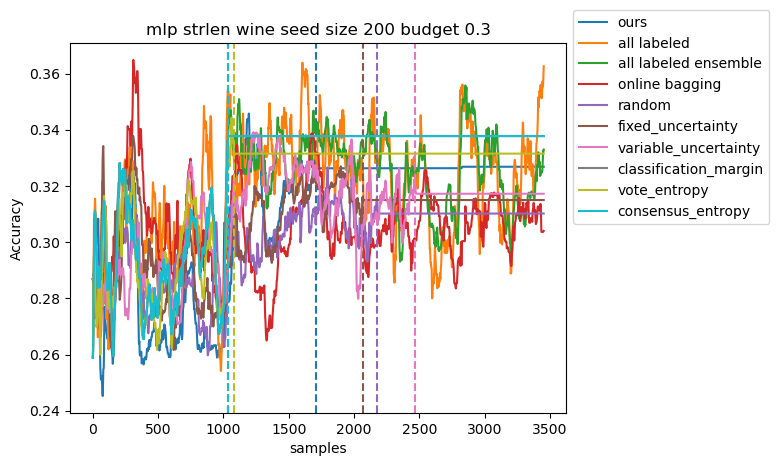 mlp strlen wine seed size 200 budget 0.3
ours
all labeled
all labeled ensemble
online bagging
random
fixed_uncertainty
variable_uncertainty
classification_margin
vote_entropy
consensus_entropy
Accuracy
0.36
0.34
0.32
0.30
0.28
0.26
0.24
0 500 1000 1500 2000 2500 3000 3500
samples